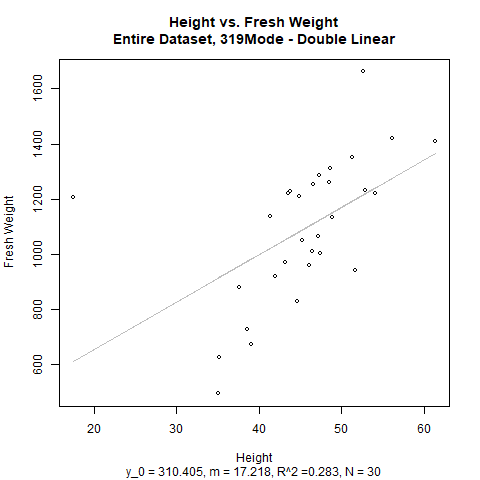 Height vs. Fresh Weight
Entire Dataset, 319Mode - Double Linear
Fresh Weight
1600
1400
1200
1000
800
600
20 30 40 50 60
Height
y_0 = 310.405, m = 17.218, R^2 =0.283, N = 30